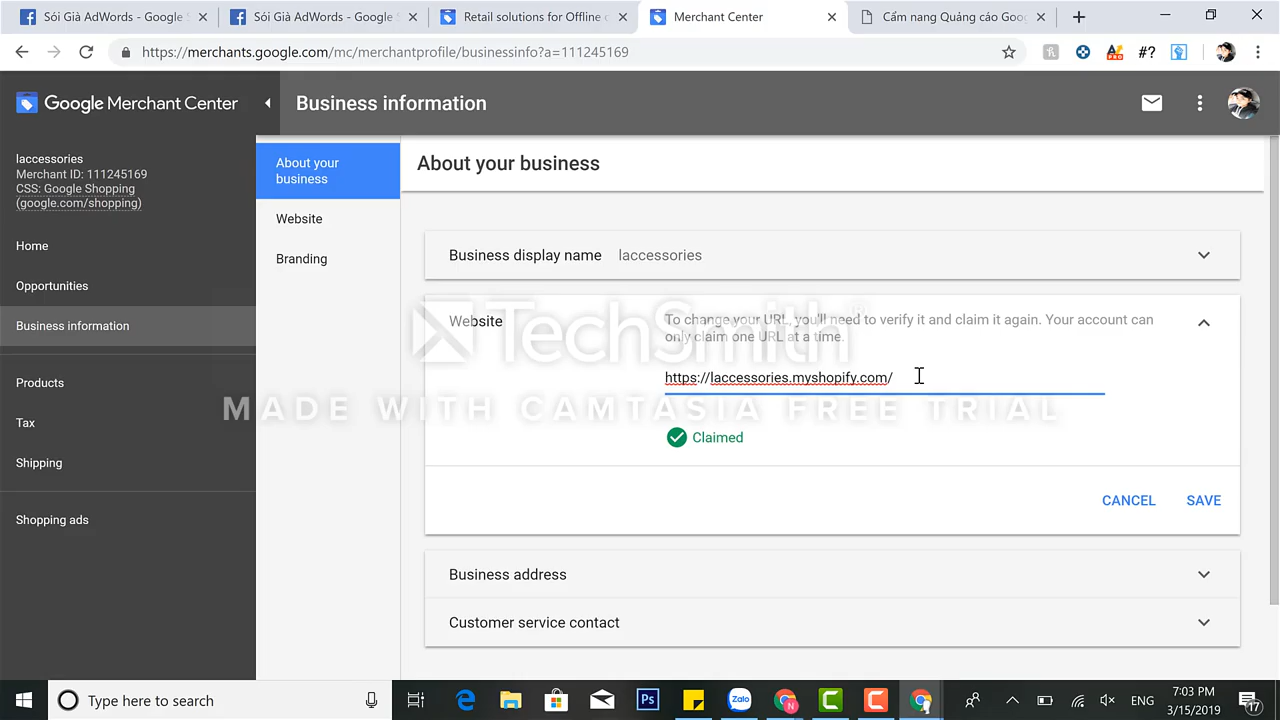 Sói Già AdWords - Google S
Sói Già AdWords - Google S
Retail solutions for Offline c
Merchant Center
Cẩm nang Quảng cáo Goog
https://merchants.google.com/mc/merchantprofile/businessinfo?a=111245169
#?
PRO
Google Merchant Center
Business information
laccessories
Merchant ID: 111245169
CSS: Google Shopping
(google.com/shopping)
Home
Opportunities
Business information
Products
Tax
Shipping
Shopping ads
About your
business
Website
Branding
About your business
Business display name laccessories
Website
To change your URL, you'll need to verify it and claim it again. Your account can
only claim one URL at a time.
https://laccessories.myshopify.com/
Claimed
CANCEL SAVE
Business address
Customer service contact
TechSmith
MADE WITH CAMTASIA FREE TRIAL
Type here to search
Ps
Zalo
N
C
C
ENG
7:03 PM
3/15/2019
17